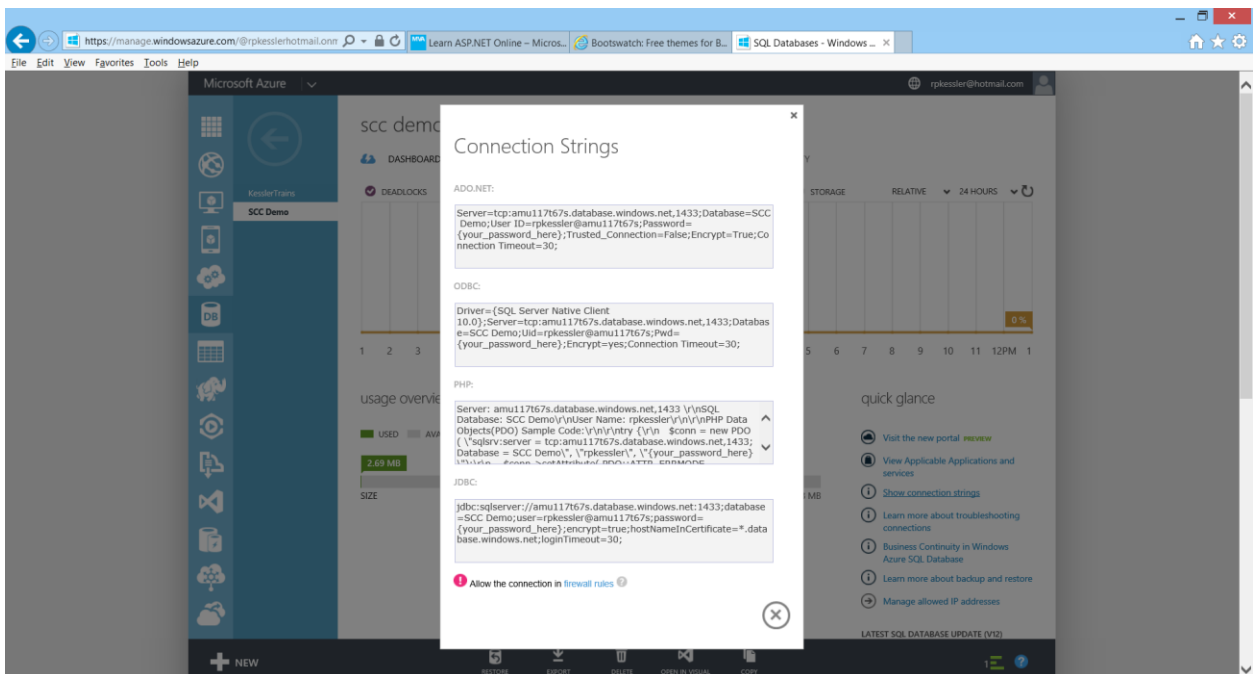 https://manage.windowsazure.com/@rpkesslerhotmail.onm
Learn ASP.NET Online – Micros...
Bootswatch: Free themes for B...
SQL Databases - Windows ...
File Edit View Favorites Tools Help
Microsoft Azure
rpkessler@hotmail.com
KesslerTrains
SCC Demo
DB
scc demo
DASHBOARD
DEADLOCKS
STORAGE
RELATIVE
24 HOURS
0 %
1 2 3
5 6 7 8 9 10 11 12PM 1
usage overvie
USED
2.69 MB
SIZE
MB
Connection Strings
ADO.NET:
Server=tcp:amu117t67s.database.windows.net,1433;Database=SCC
Demo;User ID=rpkessler@amu117t67s;Password=
{your_password_here};Trusted_Connection=False;Encrypt=True;Co
nnection Timeout=30;
ODBC:
Driver={SQL Server Native Client
10.0};Server=tcp:amu117t67s.database.windows.net,1433;Databas
e=SCC Demo;Uid=rpkessler@amu117t67s;Pwd=
{your_password_here};Encrypt=yes;Connection Timeout=30;
PHP:
Server: amu117t67s.database.windows.net,1433 \r\nSQL
Database: SCC Demo\r\nUser Name: rpkessler\r\n\r\nPHP Data
Objects(PDO) Sample Code:\r\n\r\ntry {\r\n $conn = new PDO
( \"sqlsrv:server = tcp:amu117t67s.database.windows.net,1433;
Database = SCC Demo\", \"rpkessler\", \"{your_password_here}
JDBC:
jdbc:sqlserver://amu117t67s.database.windows.net:1433;database
=SCC Demo;user=rpkessler@amu117t67s;password=
{your_password_here};encrypt=true;hostNameInCertificate=*.data
base.windows.net;loginTimeout=30;
Allow the connection in firewall rules
quick glance
Visit the new portal PREVIEW
View Applicable Applications and
services
Show connection strings
Learn more about troubleshooting
connections
Business Continuity in Windows
Azure SQL Database
Learn more about backup and restore
Manage allowed IP addresses
LATEST SQL DATABASE UPDATE (V12)
NEW
RESTORE
EXPORT
DELETE
OPEN IN VISUAL
COPY
1